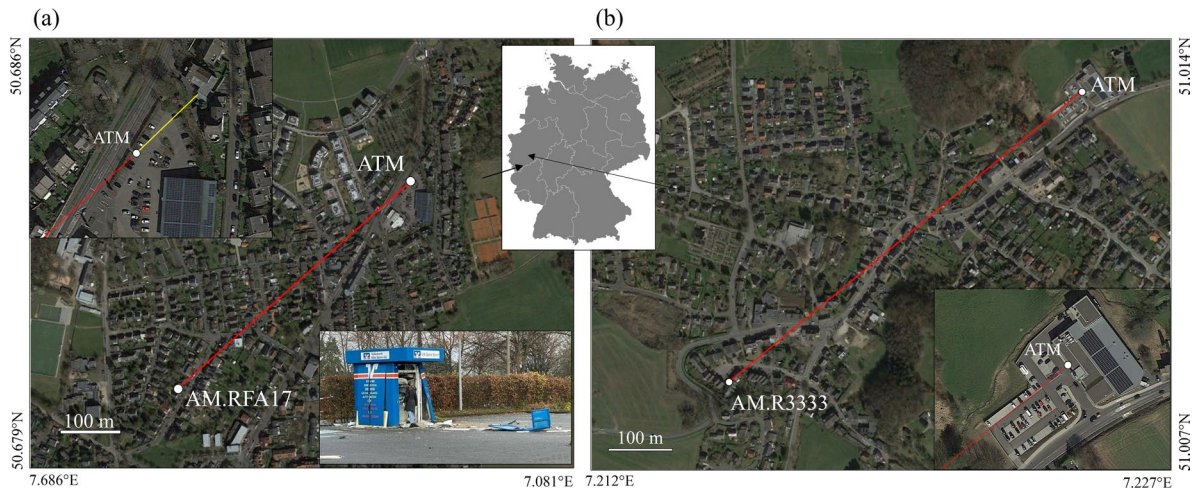 (a)
(b)
50.686°N
50.679°N
ATM
ATM
AM.RFA17
100 m
7.686°E
7.081°E
ATM
AM.R3333
100 m
ATM
7.212°E
7.227°E
51.014°N
51.007°N